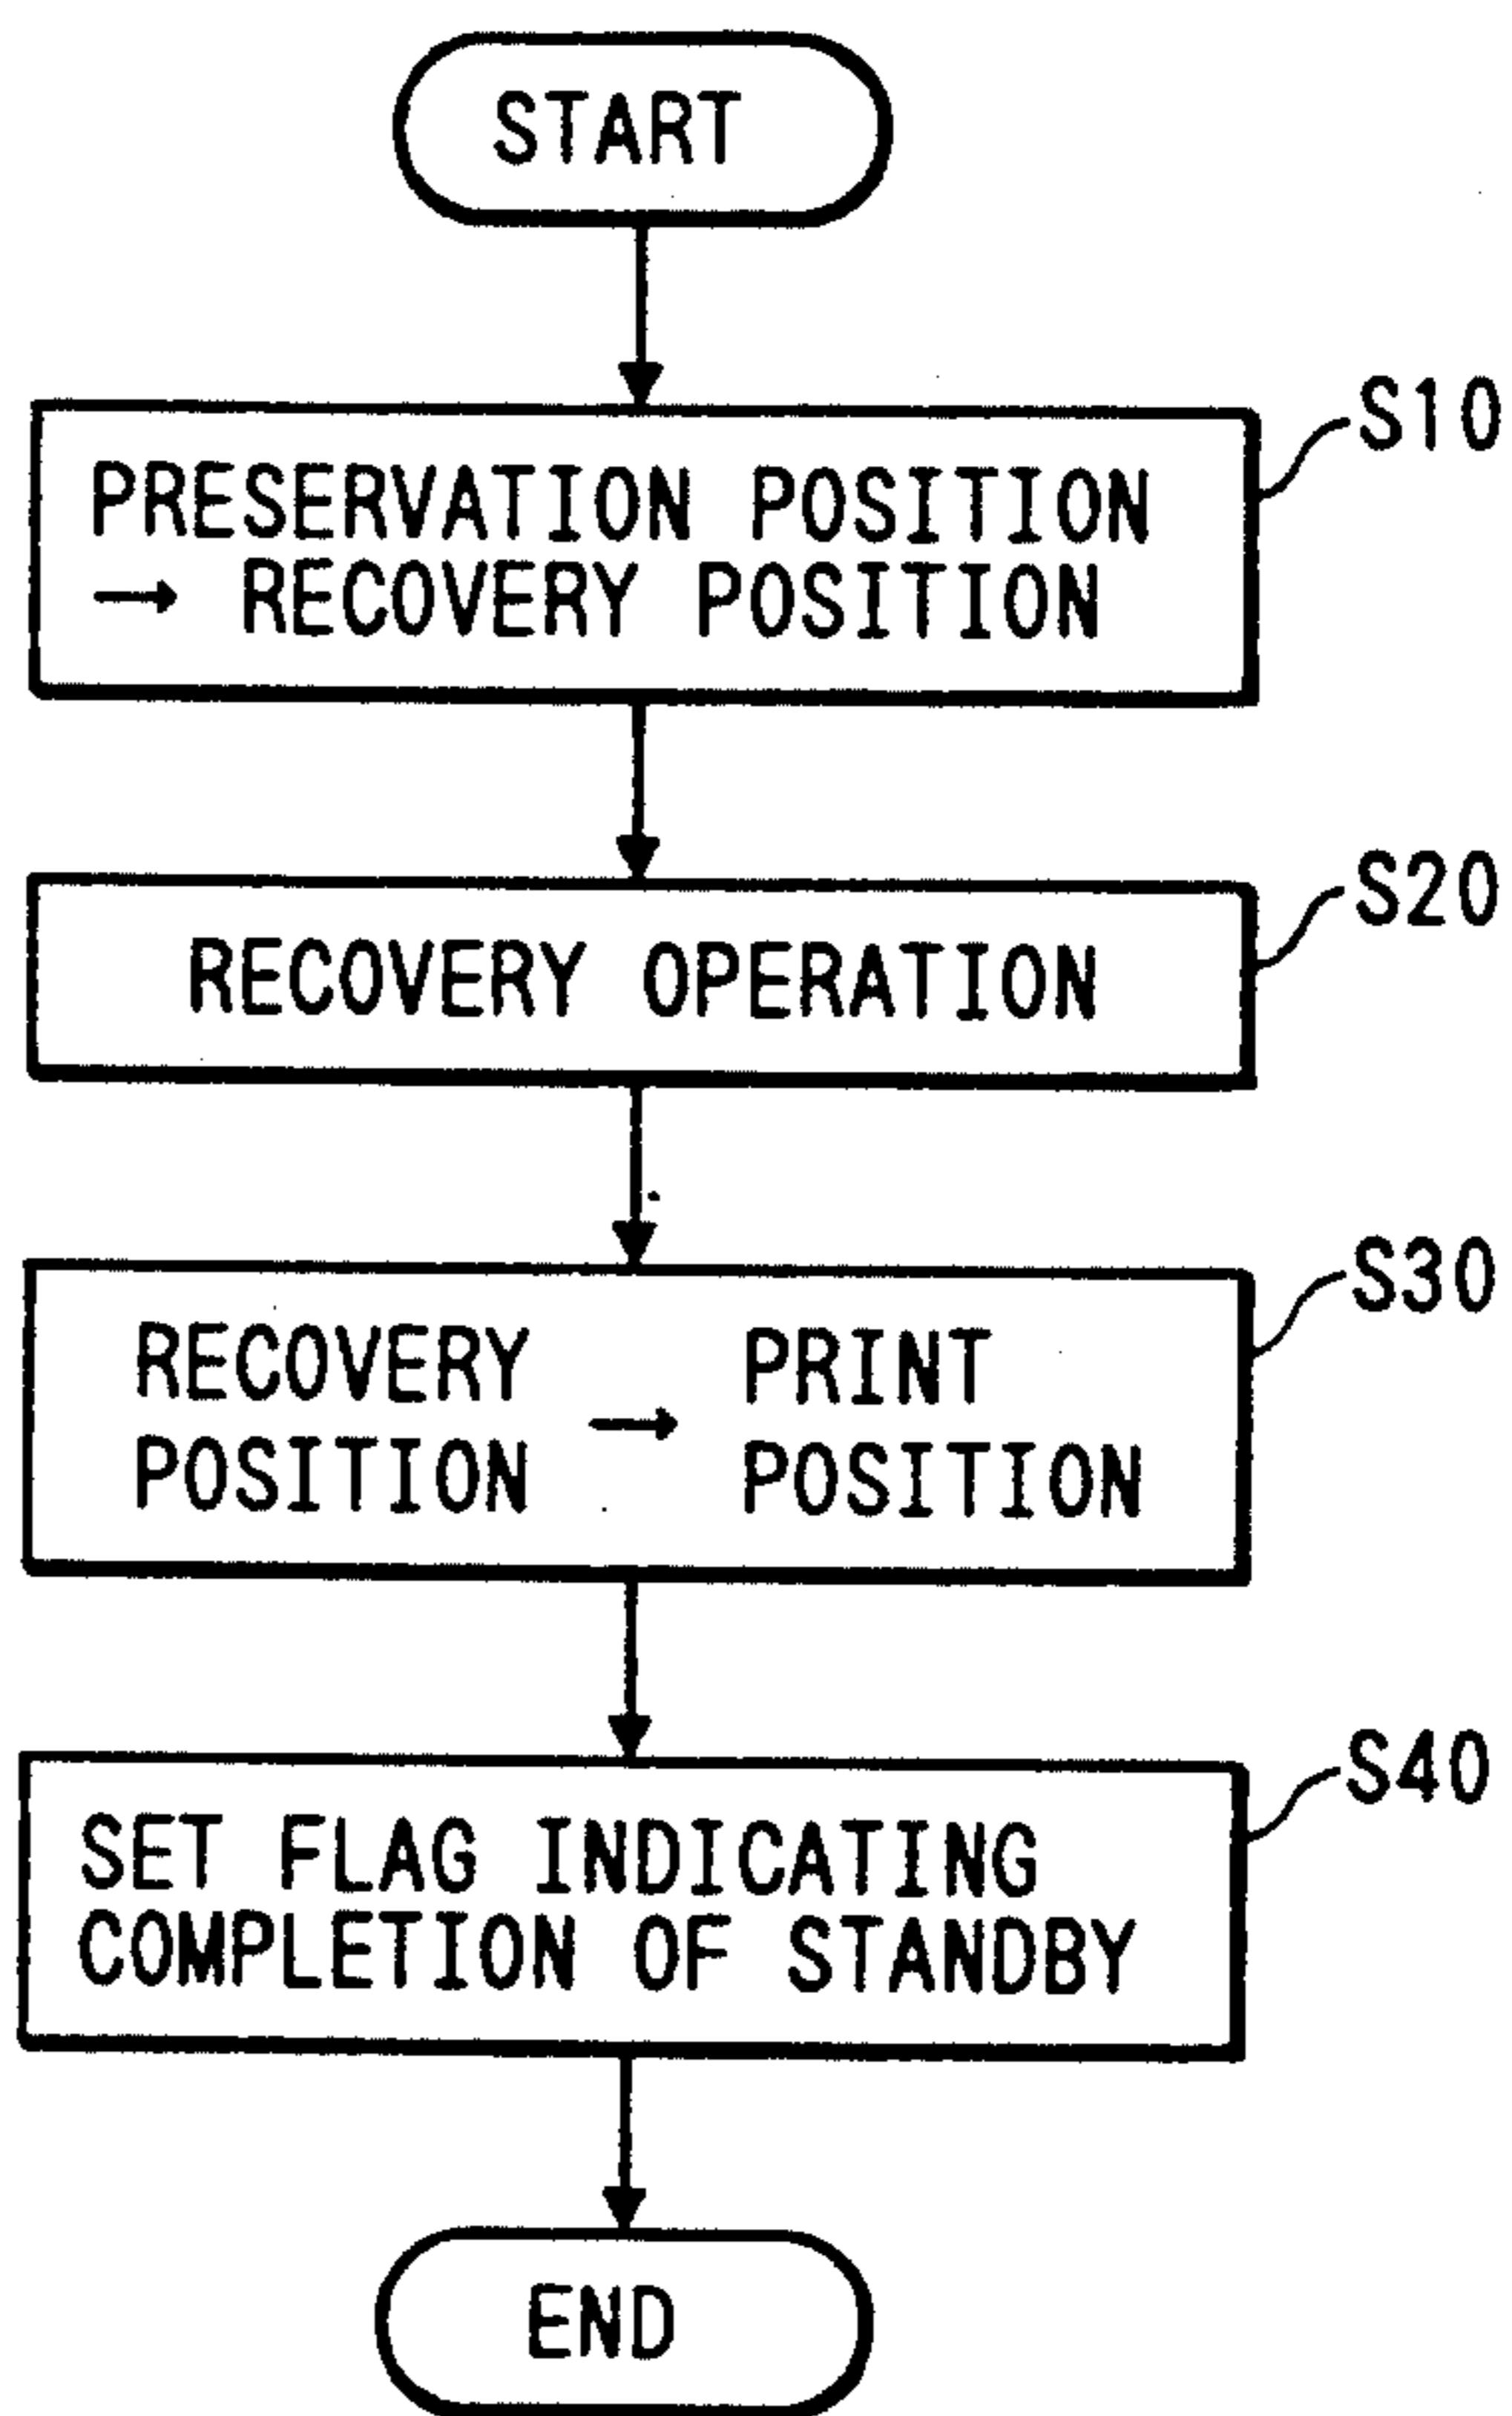 START
S10
PRESERVATION POSITION
→ RECOVERY POSITION
S20
RECOVERY OPERATION
S30
RECOVERY POSITION → PRINT POSITION
S40
SET FLAG INDICATING
COMPLETION OF STANDBY
END